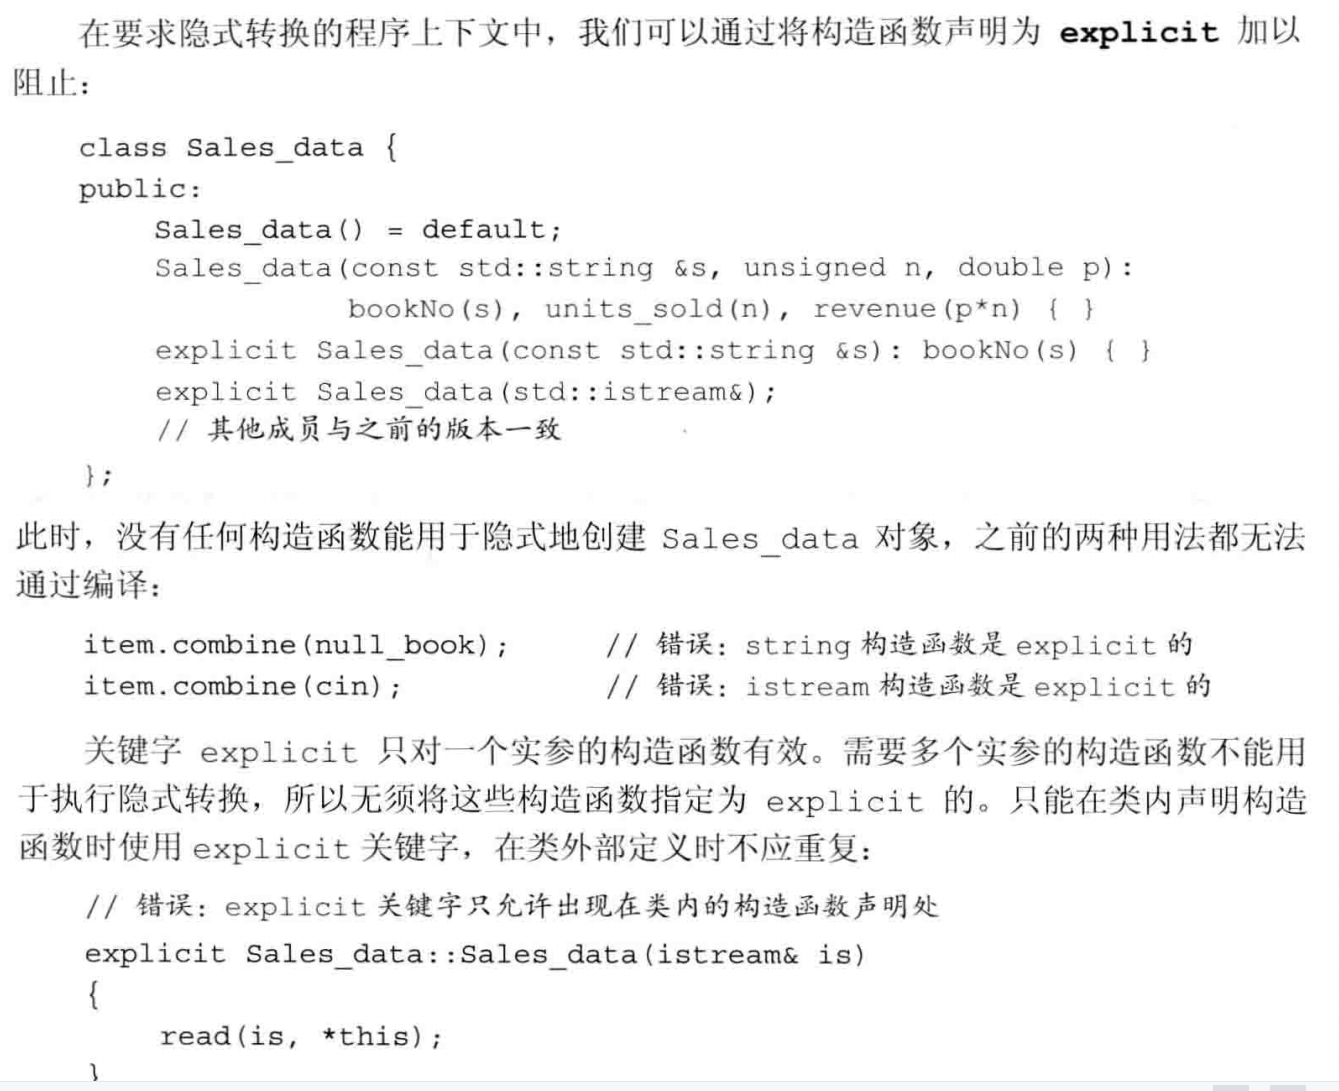 在要求隐式转换的程序上下文中，我们可以通过将构造函数声明为 explicit 加以
阻止：
class Sales_data {
public:
Sales_data() = default;
Sales_data(const std::string &s, unsigned n, double p):
bookNo(s), units_sold(n), revenue(p*n) { }
explicit Sales_data(const std::string &s): bookNo(s) { }
explicit Sales_data(std::istream&);
// 其他成员与之前的版本一致
};
此时，没有任何构造函数能用于隐式地创建 Sales_data 对象，之前的两种用法都无法
通过编译：
item.combine(null_book); // 错误：string 构造函数是 explicit 的
item.combine(cin); // 错误：istream 构造函数是 explicit 的
关键字 explicit 只对一个实参的构造函数有效。需要多个实参的构造函数不能用
于执行隐式转换，所以无须将这些构造函数指定为 explicit 的。只能在类内声明构造
函数时使用 explicit 关键字，在类外部定义时不应重复：
// 错误：explicit 关键字只允许出现在类内的构造函数声明处
explicit Sales_data::Sales_data(istream& is)
{
read(is, *this);
}